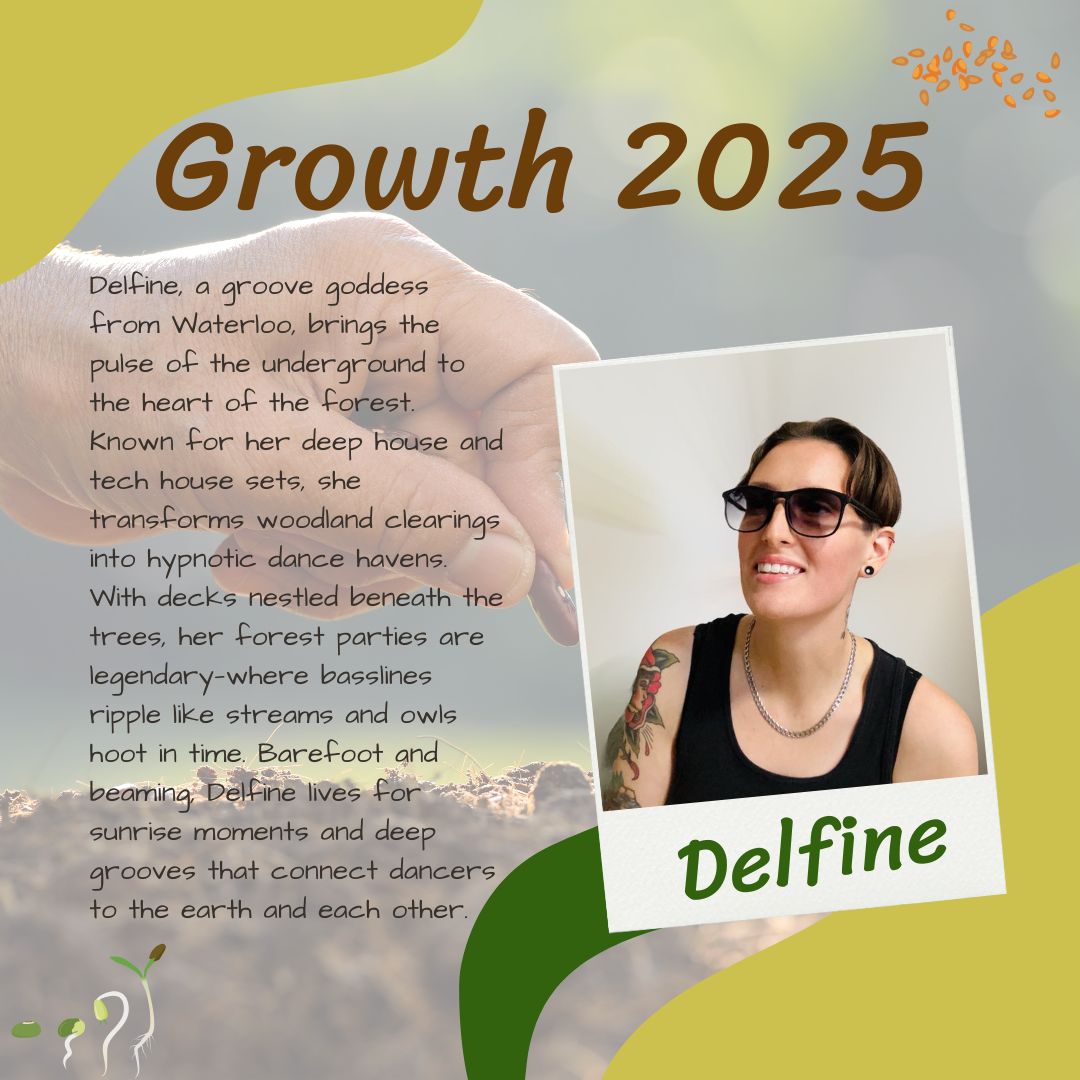 Growth 2025
Delfine, a groove goddess
from Waterloo, brings the
pulse of the underground to
the heart of the forest.
Known for her deep house and
tech house sets, she
transforms woodland clearings
into hypnotic dance havens.
With decks nestled beneath the
trees, her forest parties are
legendary—where basslines
ripple like streams and owls
hoot in time. Barefoot and
beaming, Delfine lives for
sunrise moments and deep
grooves that connect dancers
to the earth and each other.
Delfine